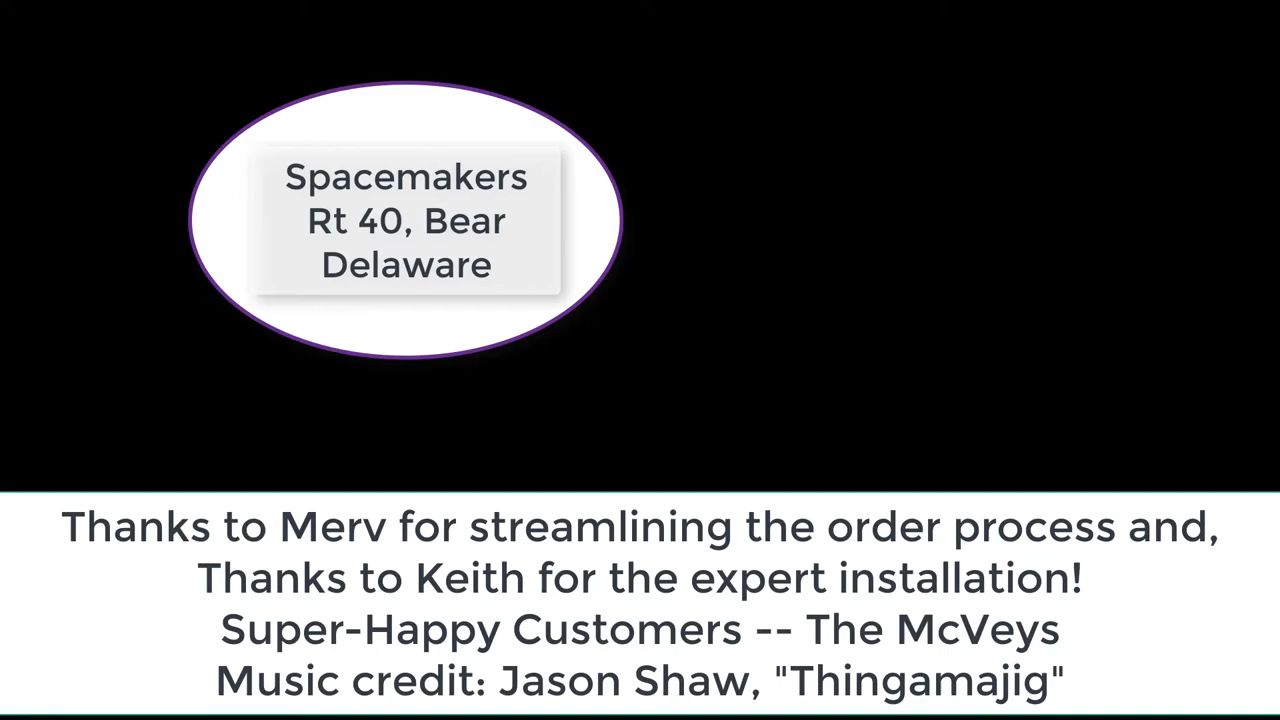 Spacemakers
Rt 40, Bear
Delaware
Thanks to Merv for streamlining the order process and,
Thanks to Keith for the expert installation!
Super-Happy Customers -- The McVeys
Music credit: Jason Shaw, "Thingamajig"